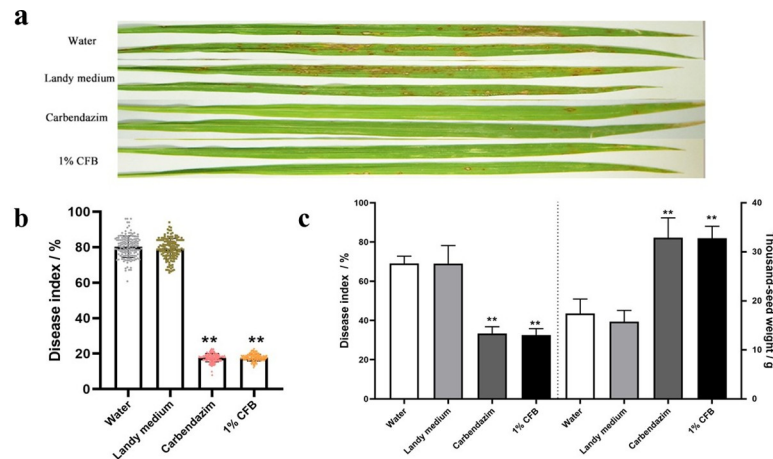 a
Water
Landy medium
Carbendazim
1% CFB
b
Disease index / %
100
80
60
40
20
0
**
**
Water
Landy medium
Carbendazim
1% CFB
c
Disease index / %
100
80
60
40
20
0
**
**
**
**
40
30
20
10
0
Thousand-seed weight / g
Water
Landy medium
Carbendazim
1% CFB
Water
Landy medium
Carbendazim
1% CFB